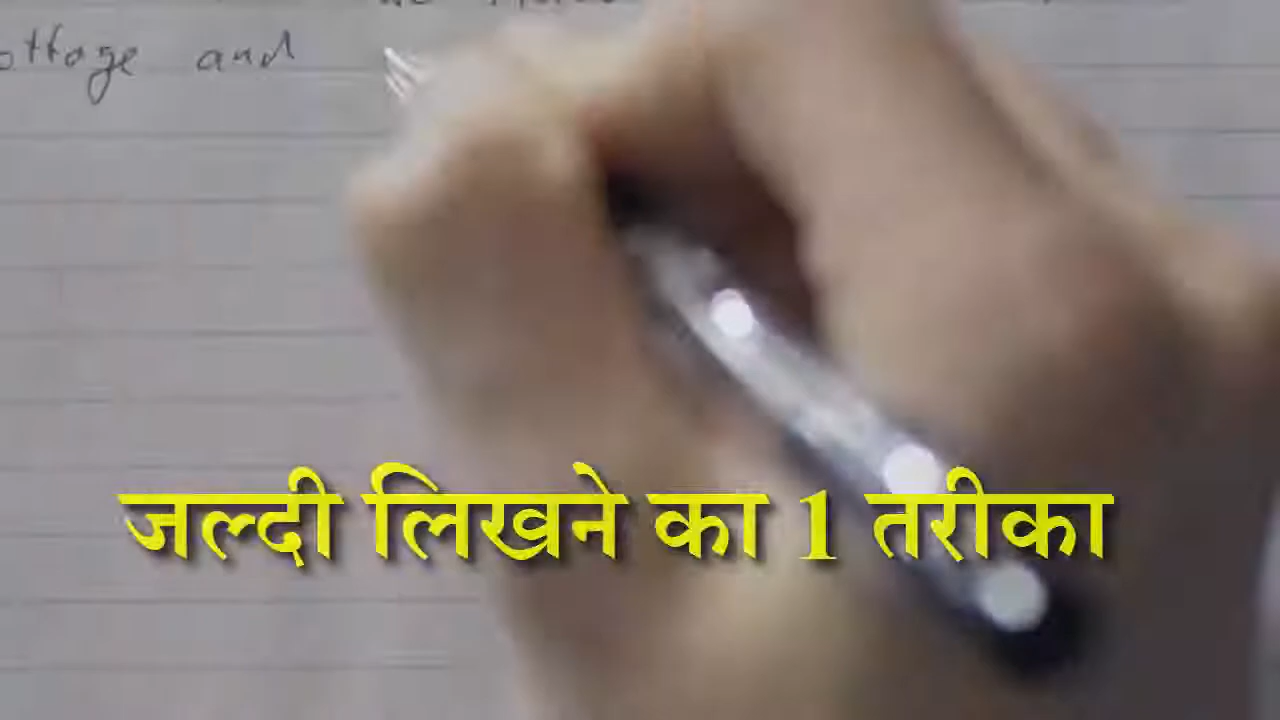 ottage and
जल्दी लिखने का 1 तरीका